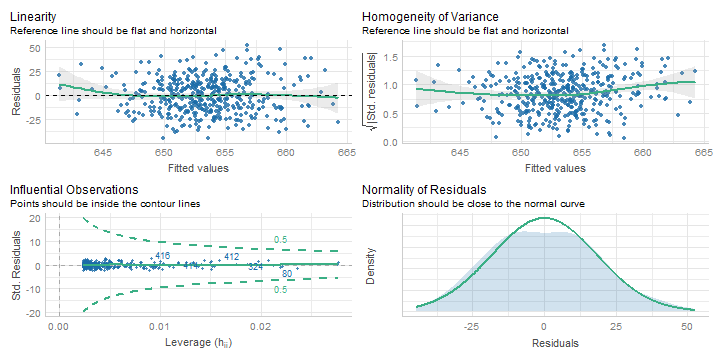 Linearity
Reference line should be flat and horizontal
Residuals
50
25
0
-25
645
650
655
660
665
Fitted values
Homogeneity of Variance
Reference line should be flat and horizontal
√|Std. residuals|
1.5
1.0
0.5
0.0
645
650
655
660
665
Fitted values
Influential Observations
Points should be inside the contour lines
Std. Residuals
20
10
0
-10
-20
0.5
416
412
324
80
0.5
0.00
0.01
0.02
Leverage (hii)
Normality of Residuals
Distribution should be close to the normal curve
Density
-25
0
25
50
Residuals